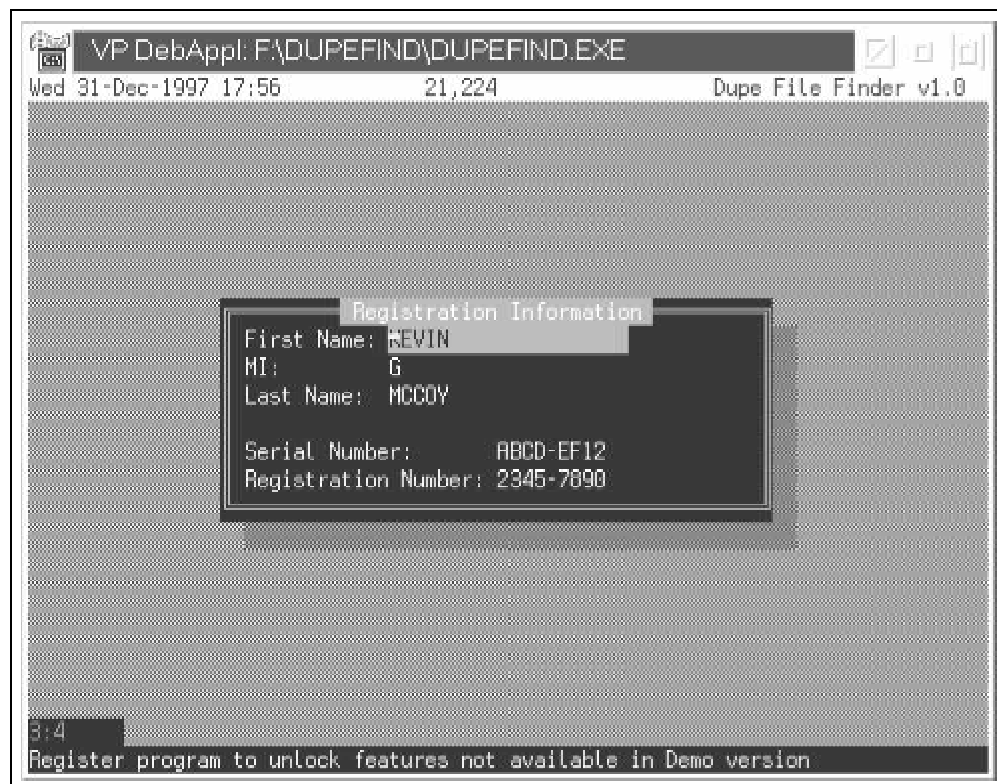 VP DebAppl: F:\DUPEFIND\DUPEFIND.EXE
Wed 31-Dec-1997 17:56 21,224 Dupe File Finder v1.0
Registration Information
First Name: KEVIN
MI: G
Last Name: MCCOY
Serial Number: ABCD-EF12
Registration Number: 2345-7890
3:4
Register program to unlock features not available in Demo version